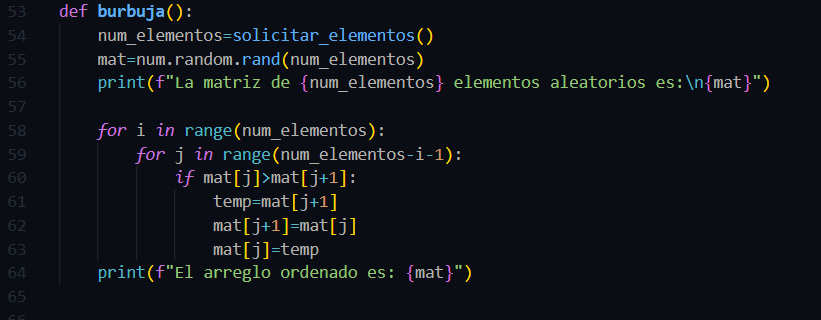 53 def burbuja():
54     num_elementos=solicitar_elementos()
55     mat=num.random.rand(num_elementos)
56     print(f"La matriz de {num_elementos} elementos aleatorios es:\n{mat}")
57
58     for i in range(num_elementos):
59         for j in range(num_elementos-i-1):
60             if mat[j]>mat[j+1]:
61                 temp=mat[j+1]
62                 mat[j+1]=mat[j]
63                 mat[j]=temp
64     print(f"El arreglo ordenado es: {mat}")
65